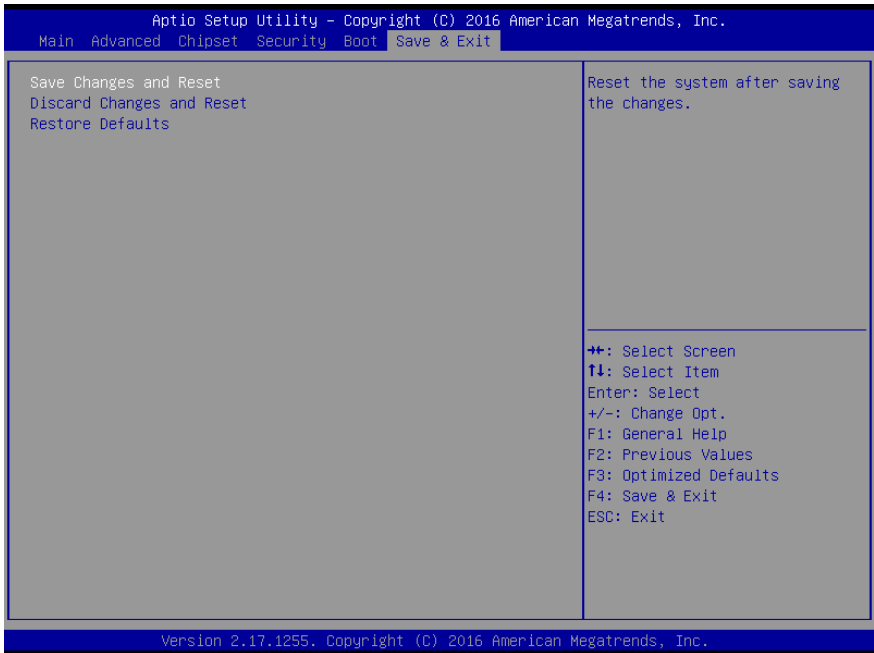 Aptio Setup Utility – Copyright (C) 2016 American Megatrends, Inc.
Main Advanced Chipset Security Boot Save & Exit
Save Changes and Reset
Discard Changes and Reset
Restore Defaults
Reset the system after saving
the changes.
→←: Select Screen
↑↓: Select Item
Enter: Select
+/-: Change Opt.
F1: General Help
F2: Previous Values
F3: Optimized Defaults
F4: Save & Exit
ESC: Exit
Version 2.17.1255. Copyright (C) 2016 American Megatrends, Inc.